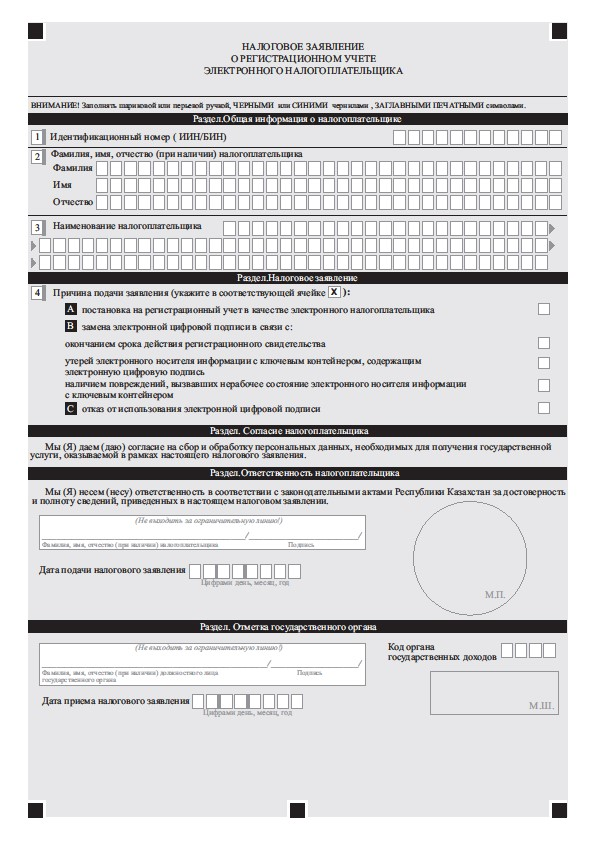 НАЛОГОВОЕ ЗАЯВЛЕНИЕ
О РЕГИСТРАЦИОННОМ УЧЕТЕ
ЭЛЕКТРОННОГО НАЛОГОПЛАТЕЛЬЩИКА
ВНИМАНИЕ! Заполнять шариковой или перьевой ручкой, ЧЕРНЫМИ или СИНИМИ чернилами , ЗАГЛАВНЫМИ ПЕЧАТНЫМИ символами.
Раздел.Общая информация о налогоплательщике
1 Идентификационный номер ( ИИН/БИН)
2 Фамилия, имя, отчество (при наличии) налогоплательщика
Фамилия
Имя
Отчество
3 Наименование налогоплательщика
Раздел.Налоговое заявление
4 Причина подачи заявления (укажите в соответствующей ячейке X ):
A постановка на регистрационный учет в качестве электронного налогоплательщика
B замена электронной цифровой подписи в связи с:
окончанием срока действия регистрационного свидетельства
утерей электронного носителя информации с ключевым контейнером, содержащим
электронную цифровую подпись
наличием повреждений, вызвавших нерабочее состояние электронного носителя информации
с ключевым контейнером
C отказ от использования электронной цифровой подписи
Раздел. Согласие налогоплательщика
Мы (Я) даем (даю) согласие на сбор и обработку персональных данных, необходимых для получения государственной
услуги, оказываемой в рамках настоящего налогового заявления.
Раздел.Ответственность налогоплательщика
Мы (Я) несем (несу) ответственность в соответствии с законодательными актами Республики Казахстан за достоверность
и полноту сведений, приведенных в настоящем налоговом заявлении.
(Не выходить за ограничительную линию!)
/ /
Фамилия, имя, отчество (при наличии) налогоплательщика Подпись
Дата подачи налогового заявления
Цифрами день, месяц, год
М.П.
Раздел. Отметка государственного органа
(Не выходить за ограничительную линию!)
/ /
Фамилия, имя, отчество (при наличии) должностного лица Подпись
государственного органа
Код органа
государственных доходов
Дата приема налогового заявления
Цифрами день, месяц, год
М.Ш.